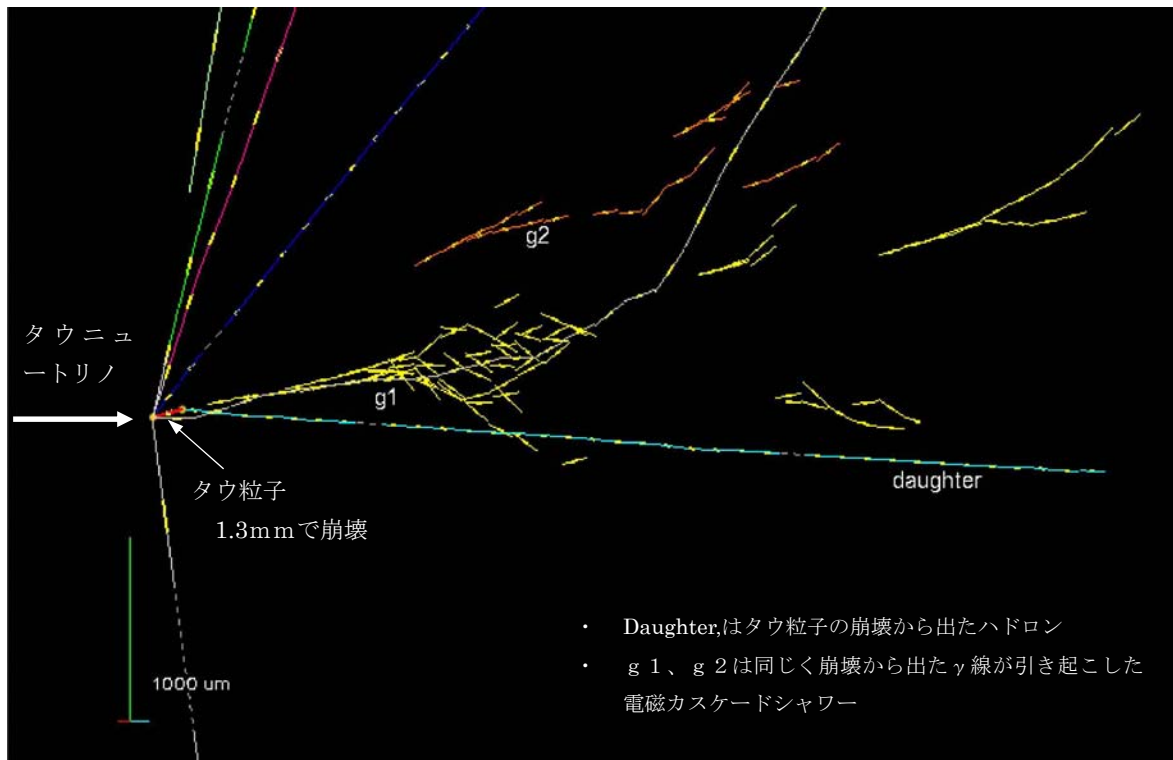 g2
タウニュ
ートリノ
g1
タウ粒子
1.3ｍｍで崩壊
daughter
1000 um
・ Daughter,はタウ粒子の崩壊から出たハドロン
・ ｇ１、ｇ２は同じく崩壊から出たγ線が引き起こした
電磁カスケードシャワー